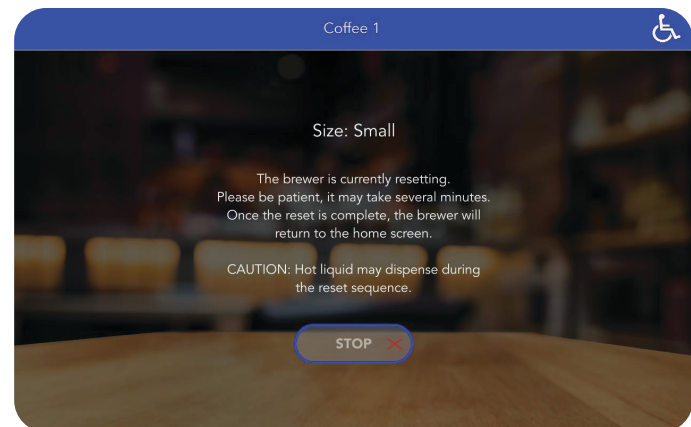 Coffee 1
Size: Small
The brewer is currently resetting.
Please be patient, it may take several minutes.
Once the reset is complete, the brewer will
return to the home screen.
CAUTION: Hot liquid may dispense during
the reset sequence.
STOP